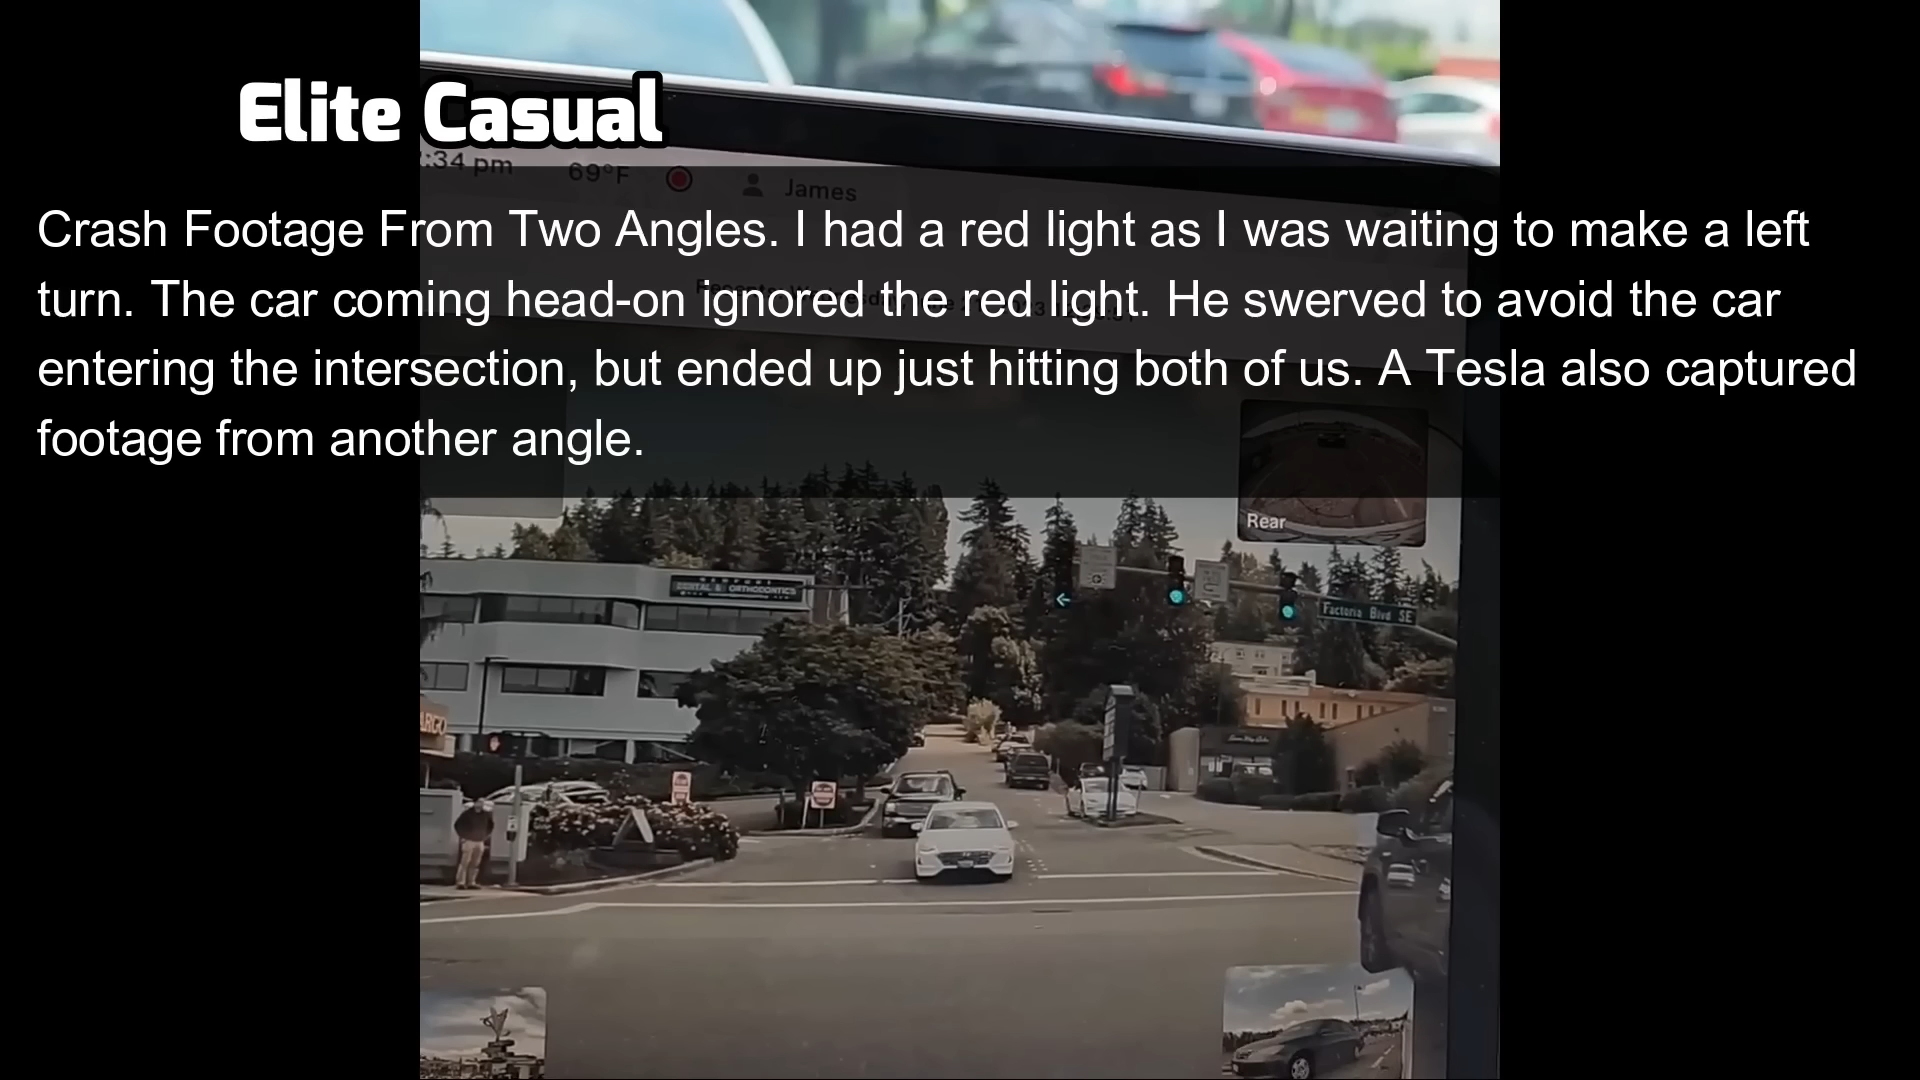 Elite Casual
:34 pm 69°F James
Crash Footage From Two Angles. I had a red light as I was waiting to make a left
turn. The car coming head-on ignored the red light. He swerved to avoid the car
entering the intersection, but ended up just hitting both of us. A Tesla also captured
footage from another angle.
Rear
DENTAL & ORTHODONTICS
Factoria Blvd SE